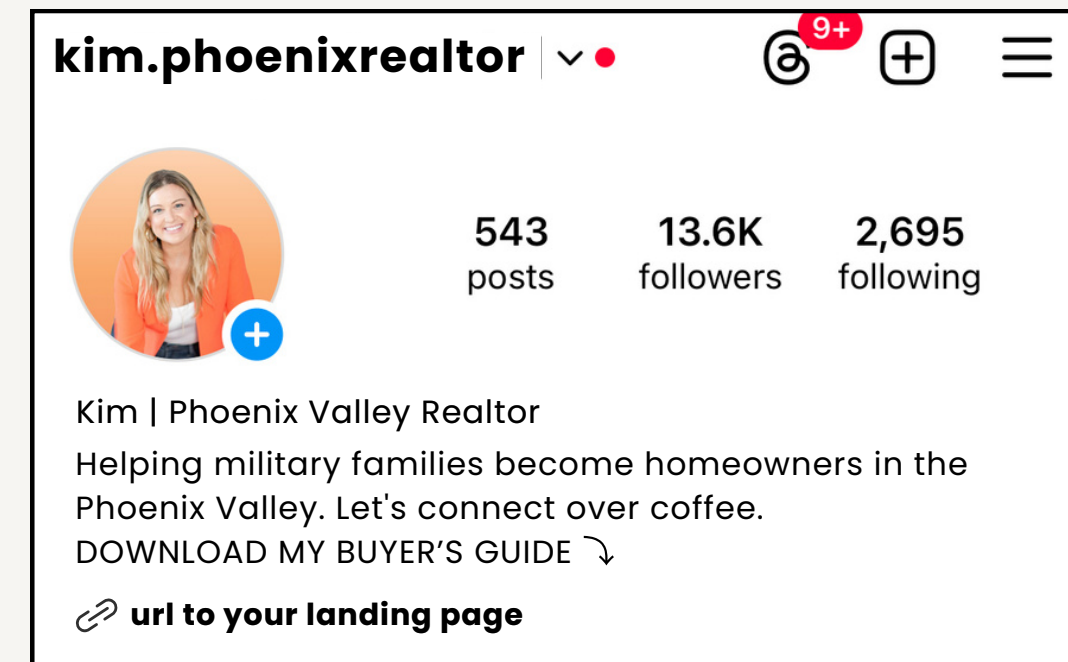 kim.phoenixrealtor
9+
543 13.6K 2,695
posts followers following
Kim | Phoenix Valley Realtor
Helping military families become homeowners in the
Phoenix Valley. Let's connect over coffee.
DOWNLOAD MY BUYER’S GUIDE
url to your landing page